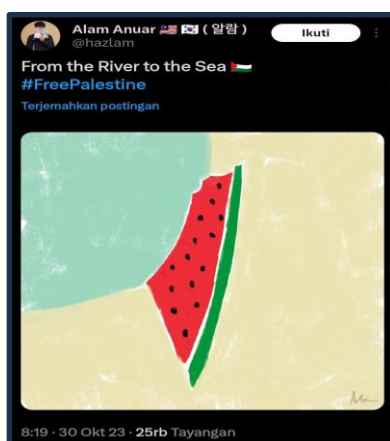 Alam Anuar 🇲🇾 🇰🇷 ( 알람 )
@hazlam
Ikuti
From the River to the Sea 🇵🇸
#FreePalestine
Terjemahkan postingan
8:19 · 30 Okt 23 · 25rb Tayangan